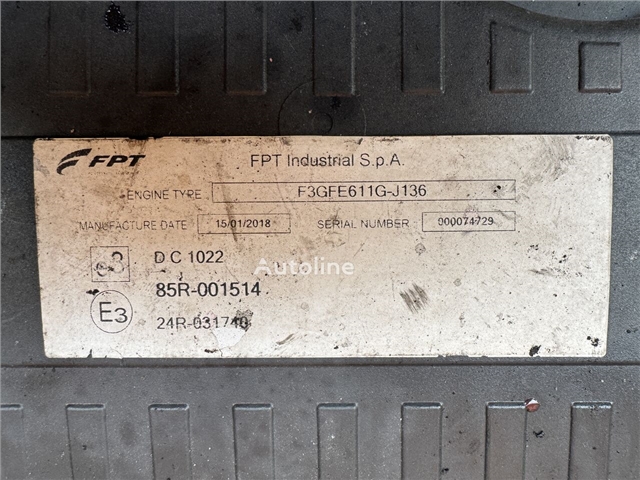 FPT FPT Industrial S.p.A.
ENGINE TYPE F3GFE611G-J136
MANUFACTURE DATE 15/01/2018 SERIAL NUMBER 000074729
e3 D C 1022
Autoline
85R-001514
E3
24R-031740